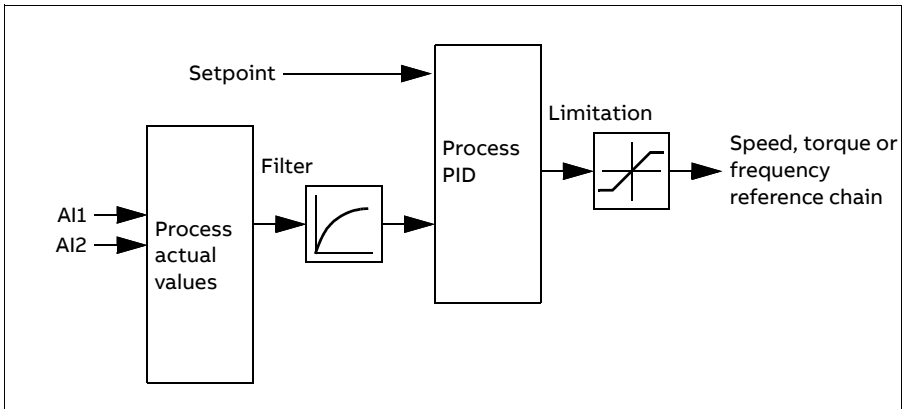 Setpoint
Limitation
Process
PID
Speed, torque or
frequency
reference chain
Filter
AI1
AI2
Process
actual
values